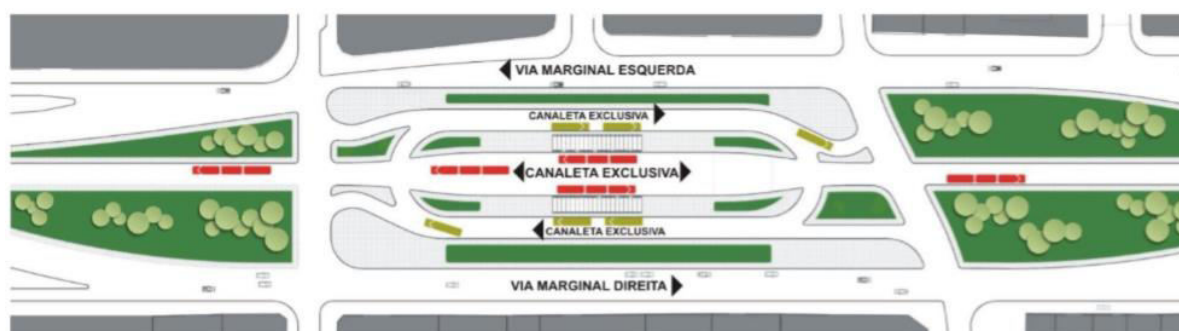 VIA MARGINAL ESQUERDA
CANALETA EXCLUSIVA
CANALETA EXCLUSIVA
CANALETA EXCLUSIVA
VIA MARGINAL DIREITA